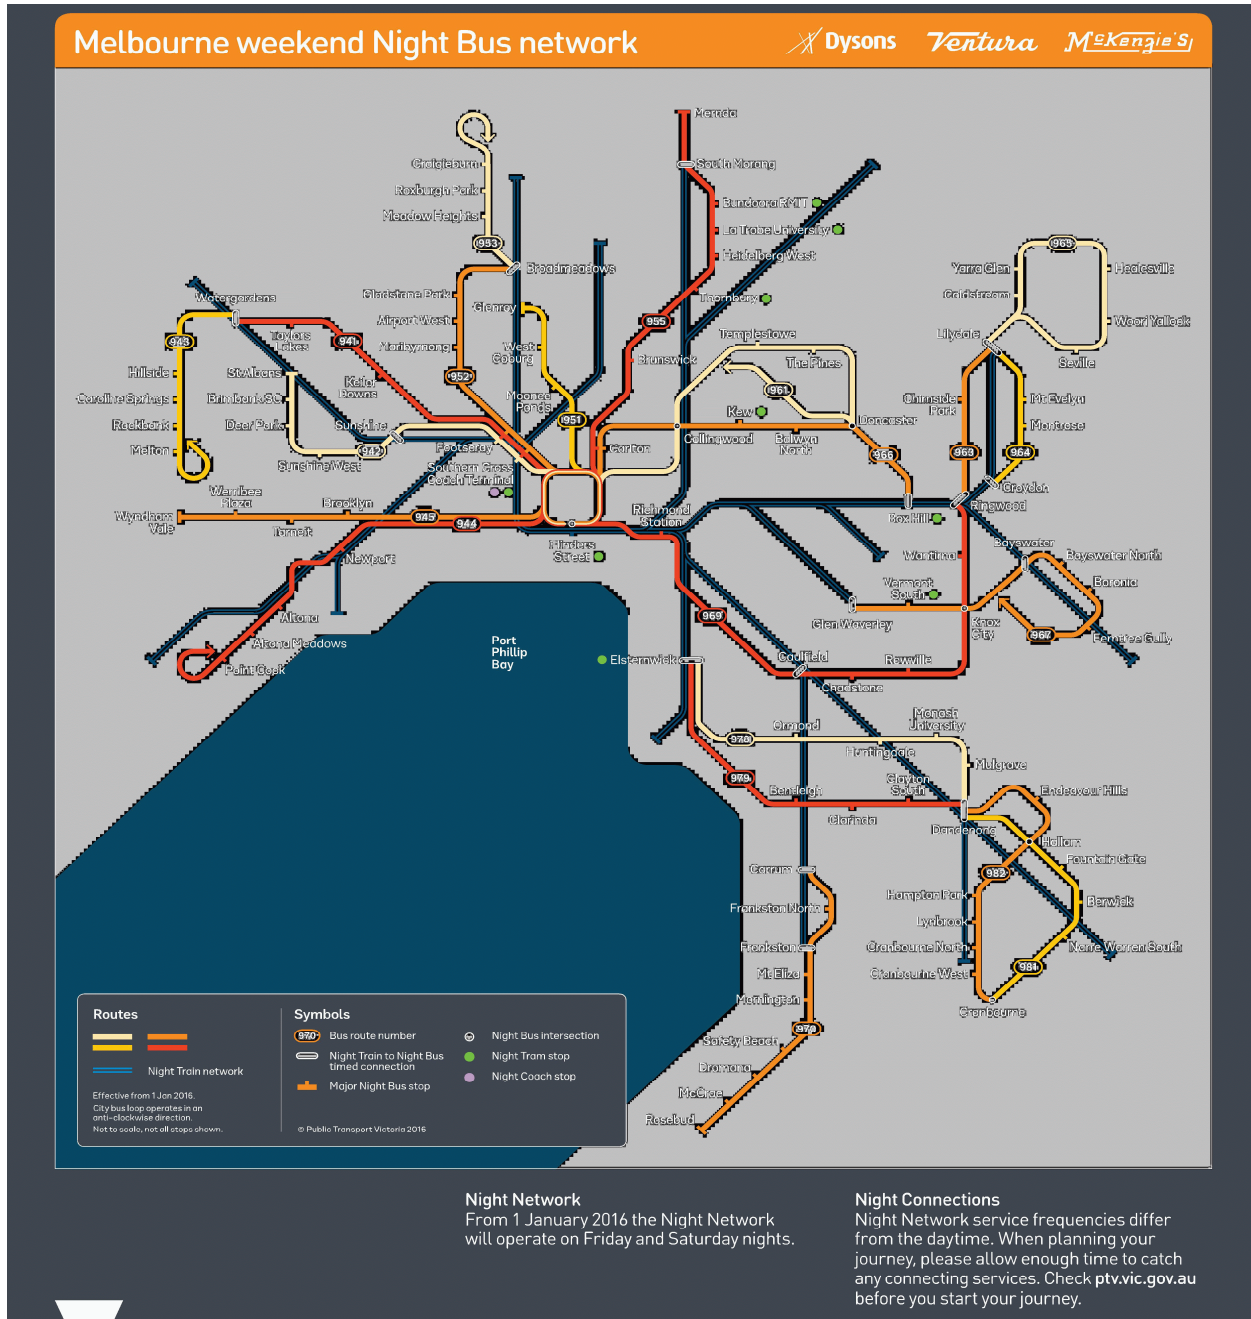 Melbourne weekend Night Bus network
Dysons
Ventura
McKenzie's
Mernda
Craigieburn
South Morang
Roxburgh Park
Bundoora RMIT
Meadow Heights
La Trobe University
953
Heidelberg West
965
Broadmeadows
Yarra Glen
Healesville
Gladstone Park
Coldstream
Watergardens
Thornbury
Glenroy
Airport West
955
Woori Yallock
Templestowe
Lilydale
943
Taylors
Lakes
941
Maribyrnong
West
Coburg
Brunswick
The Pines
Seville
Hillside
St Albans
Keilor
Downs
952
961
Caroline Springs
Brimbank SC
Moonee
Ponds
Kew
Chirnside
Park
Mt Evelyn
Rockbank
Deer Park
Sunshine
951
Doncaster
Montrose
Melton
942
Footscray
Carlton
Collingwood
Balwyn
North
966
963
964
Sunshine West
Southern Cross
Coach Terminal
Croydon
Werribee
Plaza
Brooklyn
Richmond
Station
Ringwood
Wyndham
Vale
945
944
Box Hill
Tarneit
Flinders
Street
Newport
Wantirna
Bayswater
Bayswater North
Vermont
South
Boronia
Altona
969
Glen Waverley
Knox
City
967
Ferntree Gully
Altona Meadows
Port
Phillip
Bay
Elsternwick
Caulfield
Rowville
Point Cook
Chadstone
Ormond
Monash
University
978
Huntingdale
Mulgrave
979
Clayton
South
Bentleigh
Endeavour Hills
Clarinda
Dandenong
Hallam
Fountain Gate
Carrum
982
Hampton Park
Berwick
Frankston North
Lynbrook
Frankston
Cranbourne North
Narre Warren South
Mt Eliza
Cranbourne West
981
Mornington
Cranbourne
970
Safety Beach
Dromana
McCrae
Rosebud
Routes
Night Train network
Effective from 1 Jan 2016.
City bus loop operates in an
anti-clockwise direction.
Not to scale, not all stops shown.
Symbols
970 Bus route number
Night Train to Night Bus
timed connection
Major Night Bus stop
Night Bus intersection
Night Tram stop
Night Coach stop
© Public Transport Victoria 2016
Night Network
From 1 January 2016 the Night Network
will operate on Friday and Saturday nights.
Night Connections
Night Network service frequencies differ
from the daytime. When planning your
journey, please allow enough time to catch
any connecting services. Check ptv.vic.gov.au
before you start your journey.